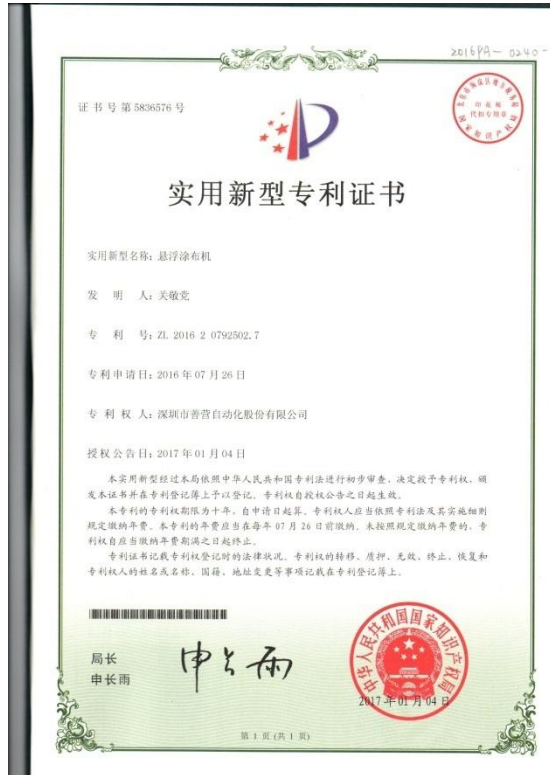 2016PA-0240-
证书号第5836576号
印花税
代扣专用章
国家知识产权局
实用新型专利证书
实用新型名称：悬浮涂布机
发明人：关敬党
专利号：ZL 2016 2 0792502.7
专利申请日：2016年07月26日
专利权人：深圳市善营自动化股份有限公司
授权公告日：2017年01月04日
本实用新型经过本局依照中华人民共和国专利法进行初步审查，决定授予专利权，颁
发本证书并在专利登记簿上予以登记。专利权自授权公告之日起生效。
本专利的专利权期限为十年，自申请日起算。专利权人应当依照专利法及其实施细则
规定缴纳年费。本专利的年费应当在每年07月26日前缴纳。未按照规定缴纳年费的，专
利权自应当缴纳年费期满之日起终止。
专利证书记载专利权登记时的法律状况。专利权的转移、质押、无效、终止、恢复和
专利权人的姓名或名称、国籍、地址变更等事项记载在专利登记簿上。
局长
申长雨
申长雨
中华人民共和国国家知识产权局
2017年01月04日
第1页(共1页)